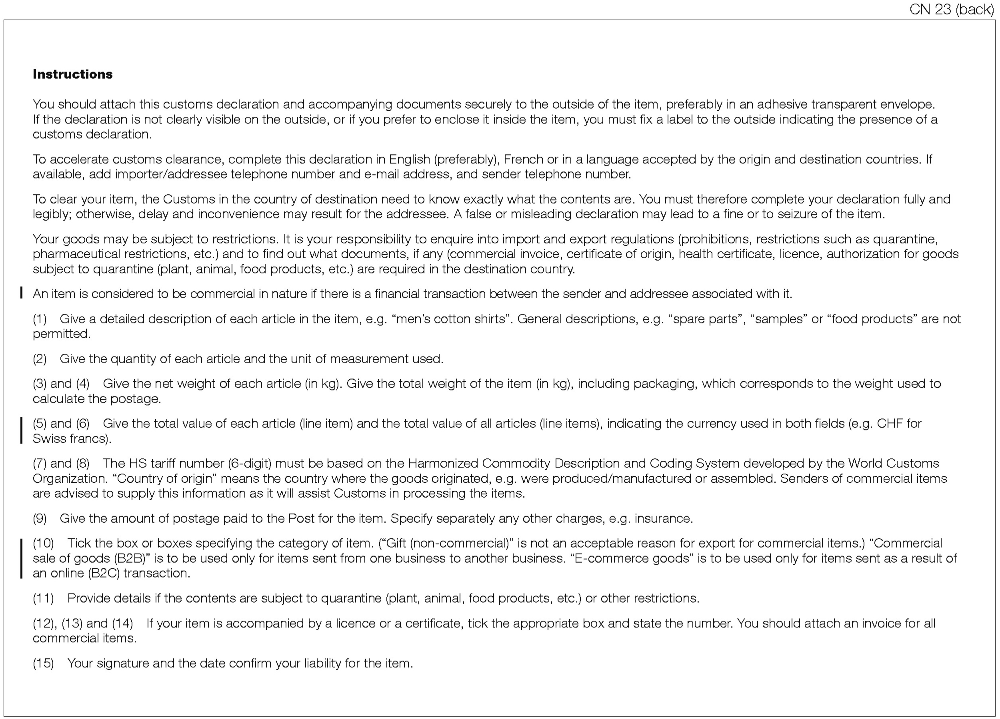 CN 23 (back)
Instructions
You should attach this customs declaration and accompanying documents securely to the outside of the item, preferably in an adhesive transparent envelope.
If the declaration is not clearly visible on the outside, or if you prefer to enclose it inside the item, you must fix a label to the outside indicating the presence of a
customs declaration.
To accelerate customs clearance, complete this declaration in English (preferably), French or in a language accepted by the origin and destination countries. If
available, add importer/addressee telephone number and e-mail address, and sender telephone number.
To clear your item, the Customs in the country of destination need to know exactly what the contents are. You must therefore complete your declaration fully and
legibly; otherwise, delay and inconvenience may result for the addressee. A false or misleading declaration may lead to a fine or to seizure of the item.
Your goods may be subject to restrictions. It is your responsibility to enquire into import and export regulations (prohibitions, restrictions such as quarantine,
pharmaceutical restrictions, etc.) and to find out what documents, if any (commercial invoice, certificate of origin, health certificate, licence, authorization for goods
subject to quarantine (plant, animal, food products, etc.) are required in the destination country.
An item is considered to be commercial in nature if there is a financial transaction between the sender and addressee associated with it.
(1) Give a detailed description of each article in the item, e.g. “men’s cotton shirts”. General descriptions, e.g. “spare parts”, “samples” or “food products” are not
permitted.
(2) Give the quantity of each article and the unit of measurement used.
(3) and (4) Give the net weight of each article (in kg). Give the total weight of the item (in kg), including packaging, which corresponds to the weight used to
calculate the postage.
(5) and (6) Give the total value of each article (line item) and the total value of all articles (line items), indicating the currency used in both fields (e.g. CHF for
Swiss francs).
(7) and (8) The HS tariff number (6-digit) must be based on the Harmonized Commodity Description and Coding System developed by the World Customs
Organization. “Country of origin” means the country where the goods originated, e.g. were produced/manufactured or assembled. Senders of commercial items
are advised to supply this information as it will assist Customs in processing the items.
(9) Give the amount of postage paid to the Post for the item. Specify separately any other charges, e.g. insurance.
(10) Tick the box or boxes specifying the category of item. (“Gift (non-commercial)” is not an acceptable reason for export for commercial items.) “Commercial
sale of goods (B2B)” is to be used only for items sent from one business to another business. “E-commerce goods” is to be used only for items sent as a result of
an online (B2C) transaction.
(11) Provide details if the contents are subject to quarantine (plant, animal, food products, etc.) or other restrictions.
(12), (13) and (14) If your item is accompanied by a licence or a certificate, tick the appropriate box and state the number. You should attach an invoice for all
commercial items.
(15) Your signature and the date confirm your liability for the item.